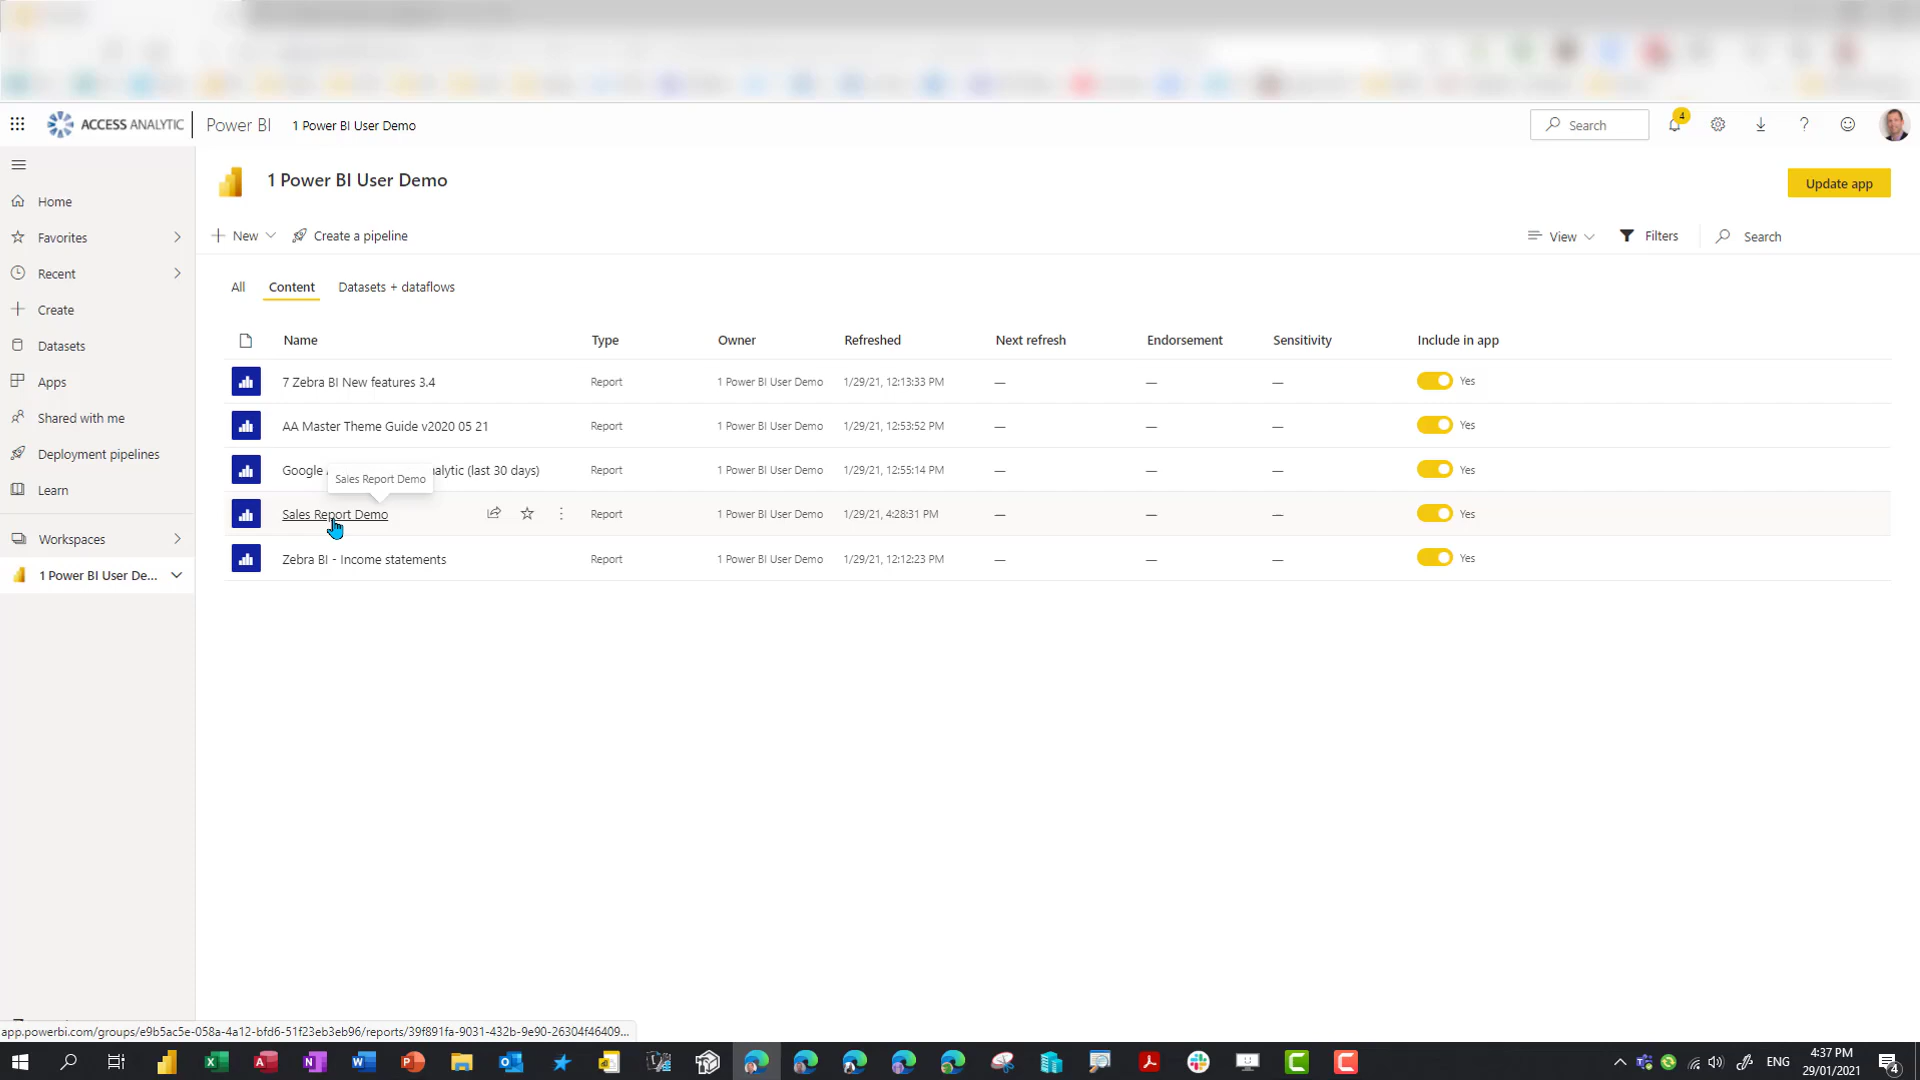 ACCESS ANALYTIC Power BI 1 Power BI User Demo Search 4
1 Power BI User Demo Update app
New Create a pipeline View Filters Search
Home
Favorites
Recent
Create
Datasets
Apps
Shared with me
Deployment pipelines
Learn
Workspaces
1 Power BI User De...
All Content Datasets + dataflows
Name Type Owner Refreshed Next refresh Endorsement Sensitivity Include in app
7 Zebra BI New features 3.4 Report 1 Power BI User Demo 1/29/21, 12:13:33 PM — — — Yes
AA Master Theme Guide v2020 05 21 Report 1 Power BI User Demo 1/29/21, 12:53:52 PM — — — Yes
Google alytic (last 30 days) Report 1 Power BI User Demo 1/29/21, 12:55:14 PM — — — Yes
Sales Report Demo
Sales Report Demo Report 1 Power BI User Demo 1/29/21, 4:28:31 PM — — — Yes
Zebra BI - Income statements Report 1 Power BI User Demo 1/29/21, 12:12:23 PM — — — Yes
app.powerbi.com/groups/e9b5ac5e-058a-4a12-bfd6-51f23eb3eb96/reports/39f891fa-9031-432b-9e90-26304f46409...
ENG 4:37 PM
29/01/2021 4